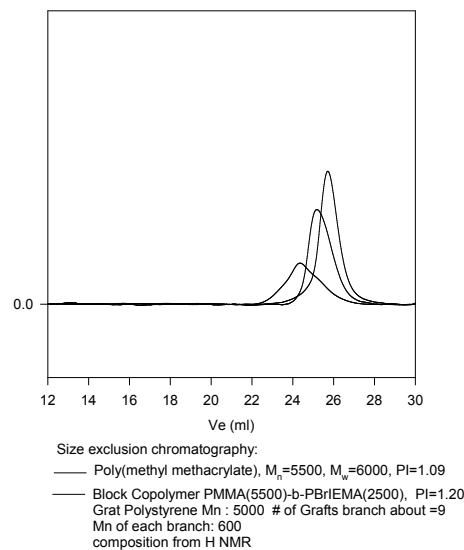 0.0
12 14 16 18 20 22 24 26 28 30
Ve (ml)
Size exclusion chromatography:
Poly(methyl methacrylate), Mn=5500, Mw=6000, PI=1.09
Block Copolymer PMMA(5500)-b-PBrIEMA(2500), PI=1.20
Grat Polystyrene Mn : 5000 # of Grafts branch about =9
Mn of each branch: 600
composition from H NMR